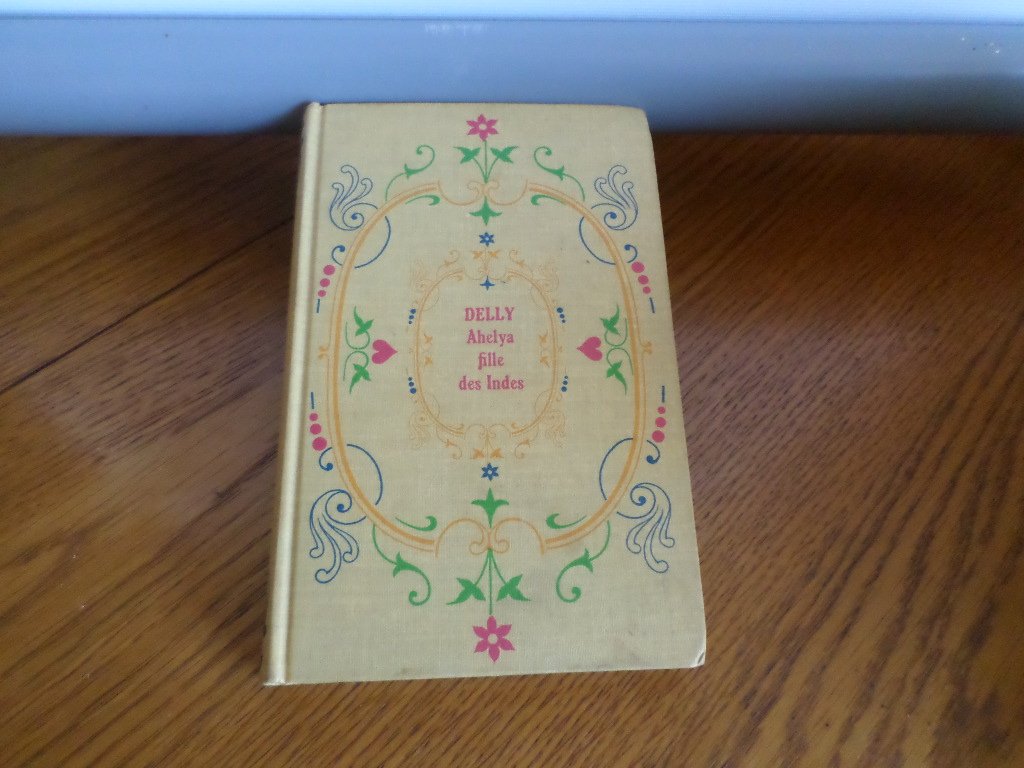 DELLY
Ahelya
fille
des Indes